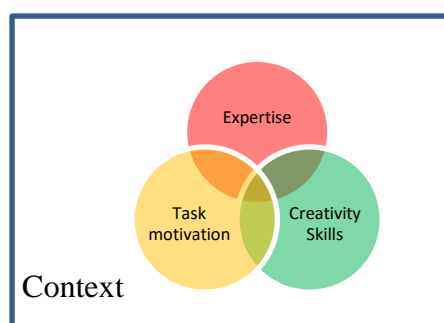 Expertise
Task
motivation
Creativity
Skills
Context